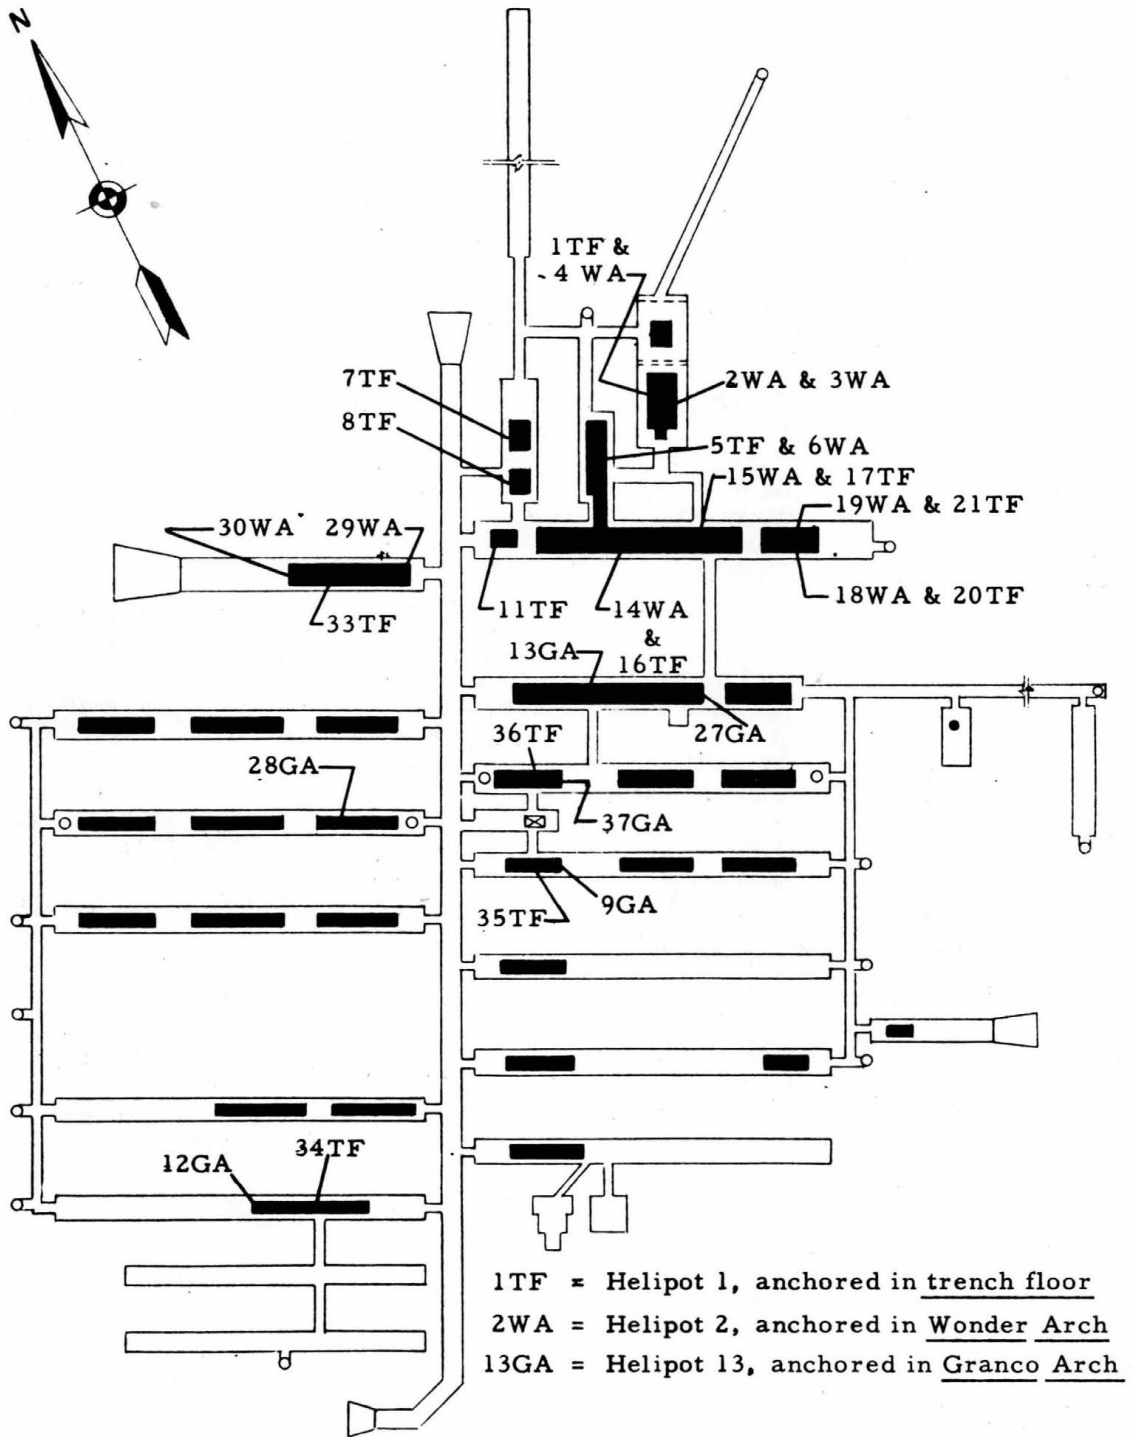 N
1TF &
4 WA
7TF
2WA & 3WA
8TF
5TF & 6WA
15WA & 17TF
30WA 29WA
19WA & 21TF
33TF
11TF
14WA
&
16TF
18WA & 20TF
13GA
27GA
36TF
28GA
37GA
9GA
35TF
12GA
34TF
1TF = Helipot 1, anchored in trench floor
2WA = Helipot 2, anchored in Wonder Arch
13GA = Helipot 13, anchored in Granco Arch